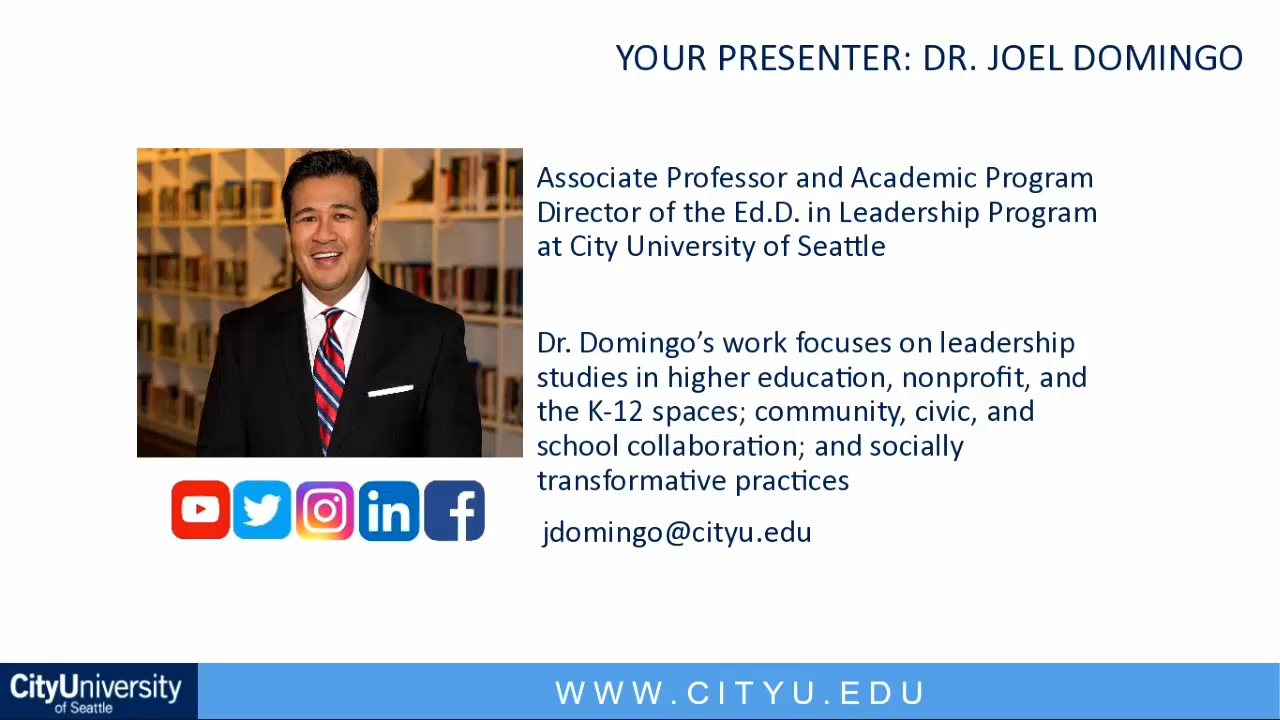 YOUR PRESENTER: DR. JOEL DOMINGO
Associate Professor and Academic Program
Director of the Ed.D. in Leadership Program
at City University of Seattle
Dr. Domingo’s work focuses on leadership
studies in higher education, nonprofit, and
the K-12 spaces; community, civic, and
school collaboration; and socially
transformative practices
jdomingo@cityu.edu
CityUniversity
of Seattle
WWW.CITYU.EDU